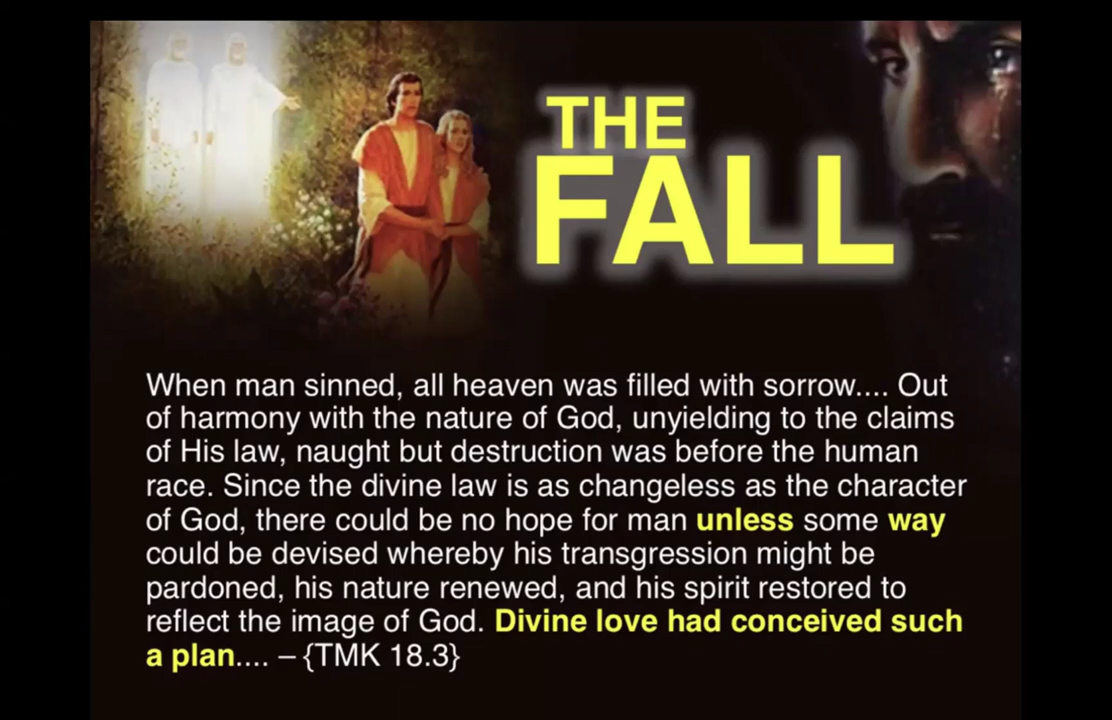 THE
FALL
When man sinned, all heaven was filled with sorrow.... Out
of harmony with the nature of God, unyielding to the claims
of His law, naught but destruction was before the human
race. Since the divine law is as changeless as the character
of God, there could be no hope for man unless some way
could be devised whereby his transgression might be
pardoned, his nature renewed, and his spirit restored to
reflect the image of God. Divine love had conceived such
a plan.... – {TMK 18.3}